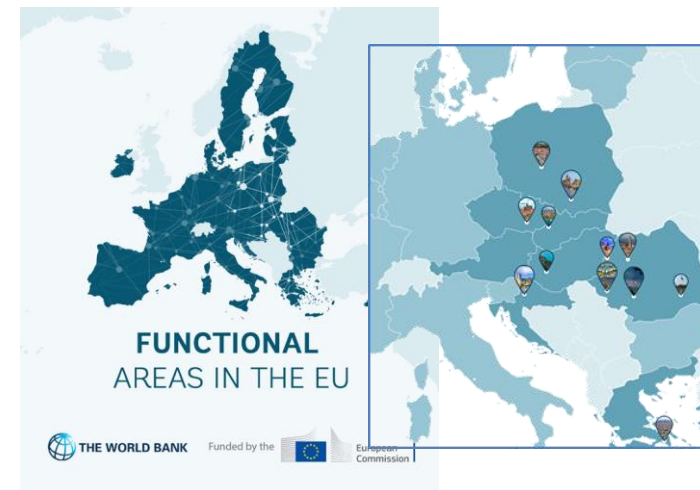 FUNCTIONAL
AREAS IN THE EU
THE WORLD BANK
Funded by the
European
Commission